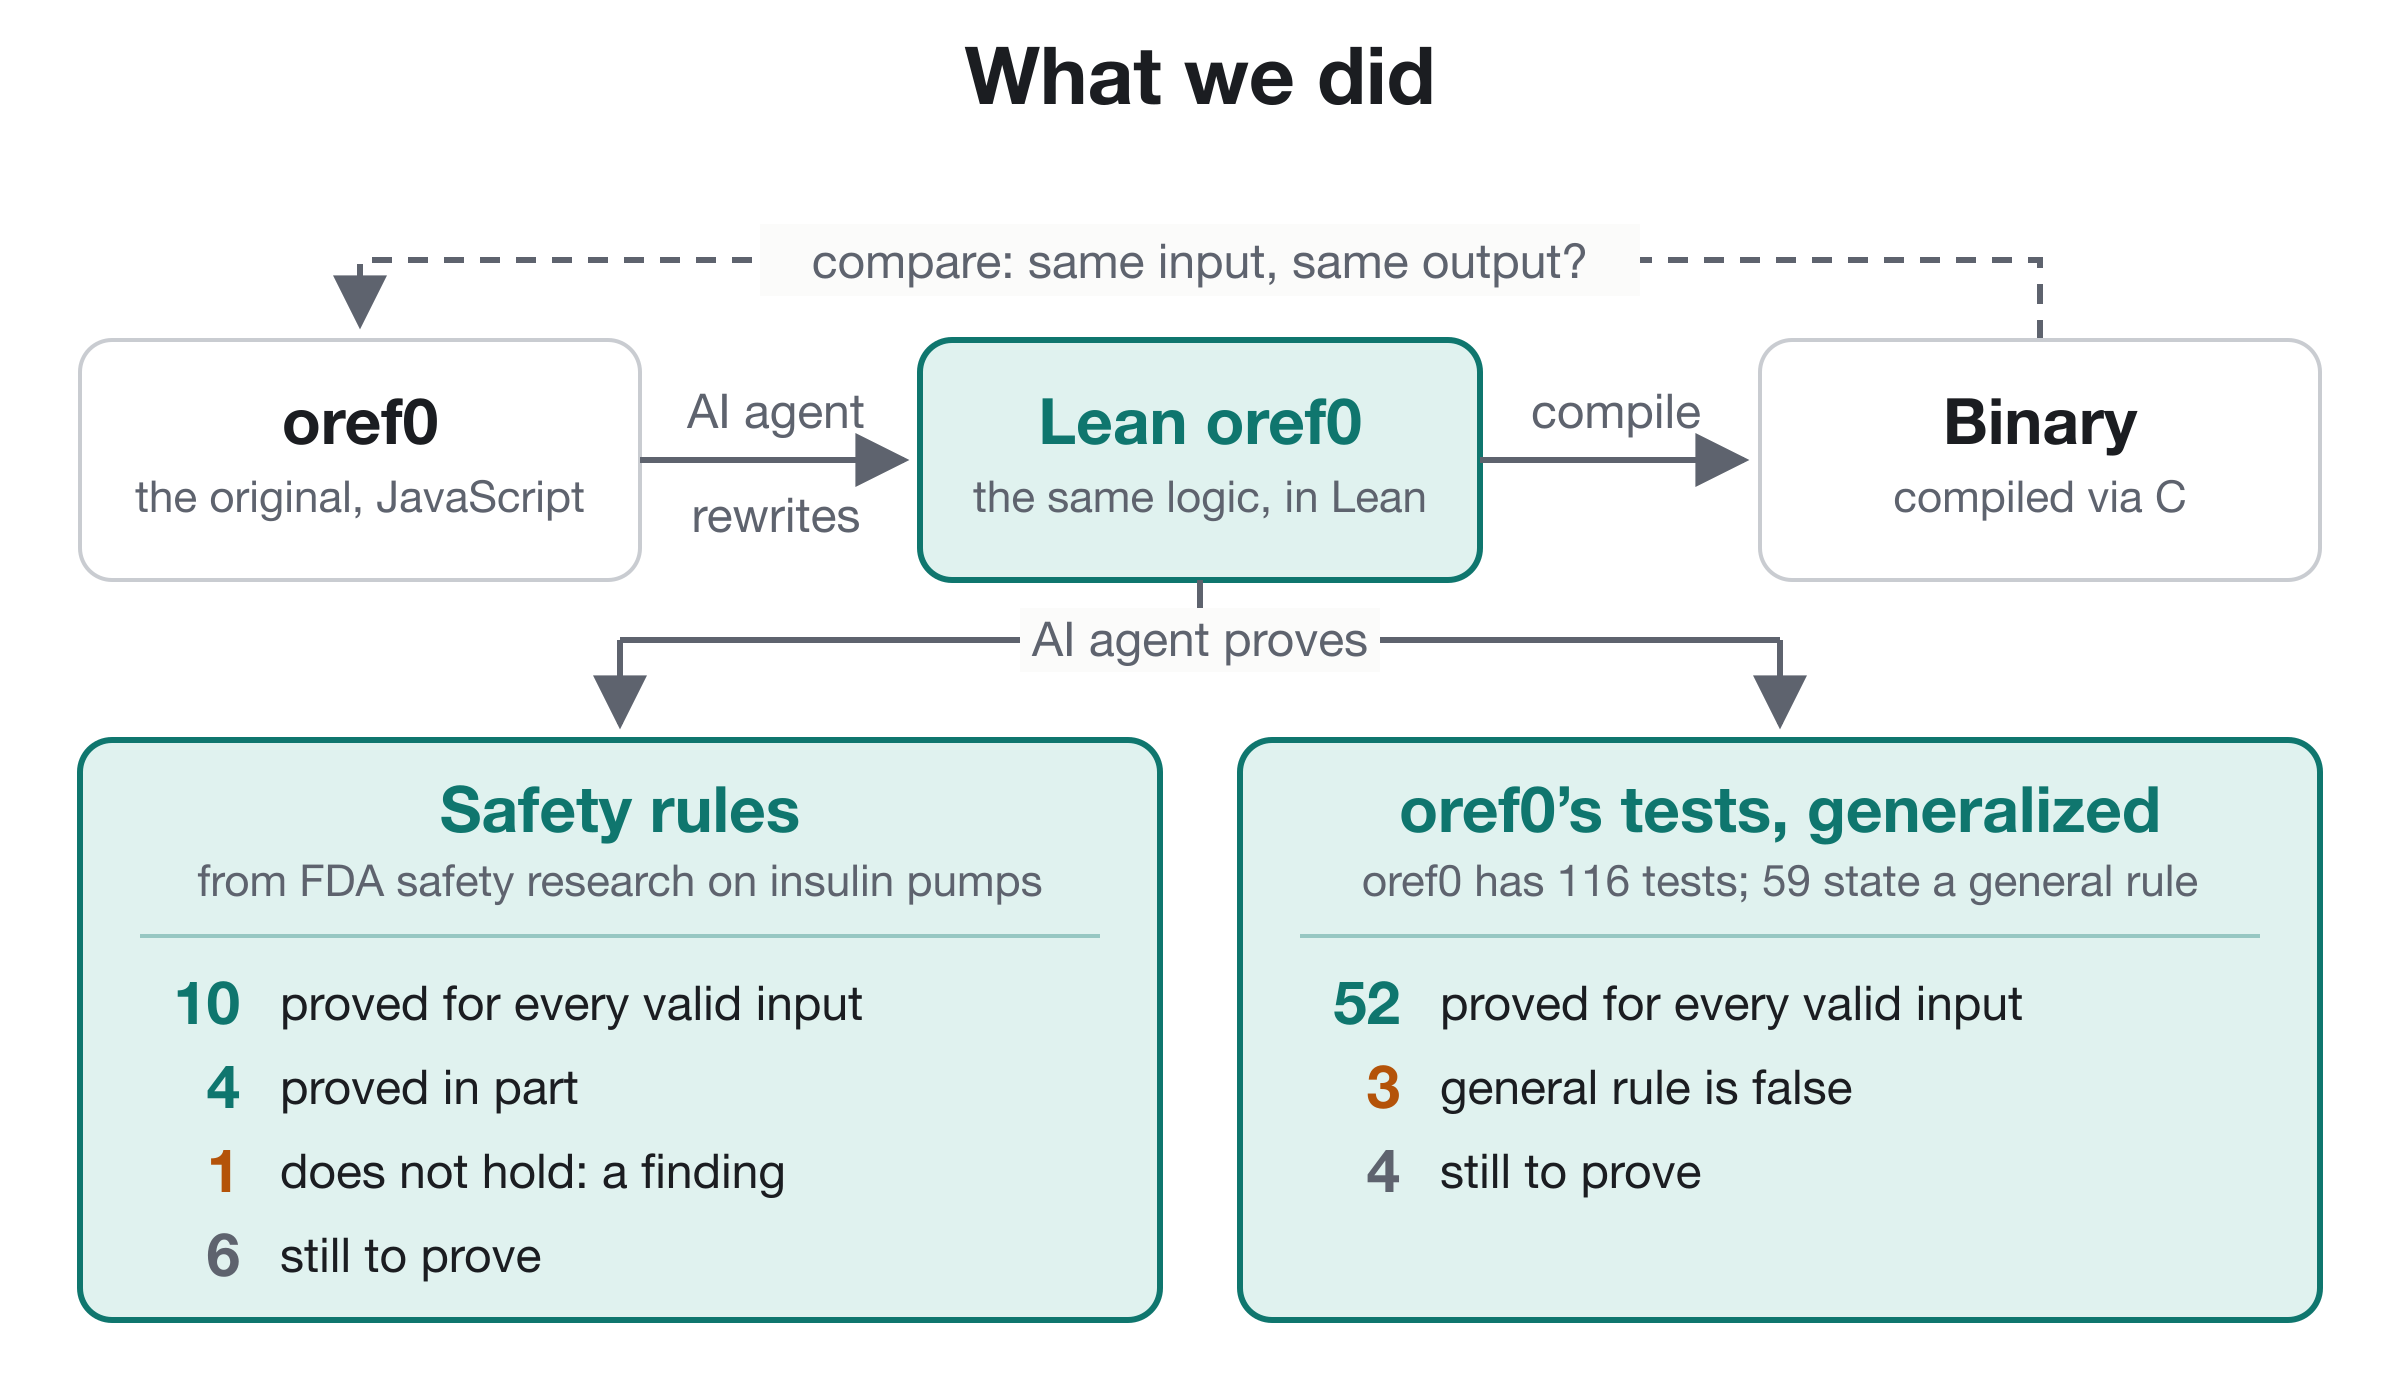 What we did
compare: same input, same output?
oref0
the original, JavaScript
AI agent
rewrites
Lean oref0
the same logic, in Lean
compile
Binary
compiled via C
AI agent proves
Safety rules
from FDA safety research on insulin pumps
10 proved for every valid input
4 proved in part
1 does not hold: a finding
6 still to prove
oref0’s tests, generalized
oref0 has 116 tests; 59 state a general rule
52 proved for every valid input
3 general rule is false
4 still to prove